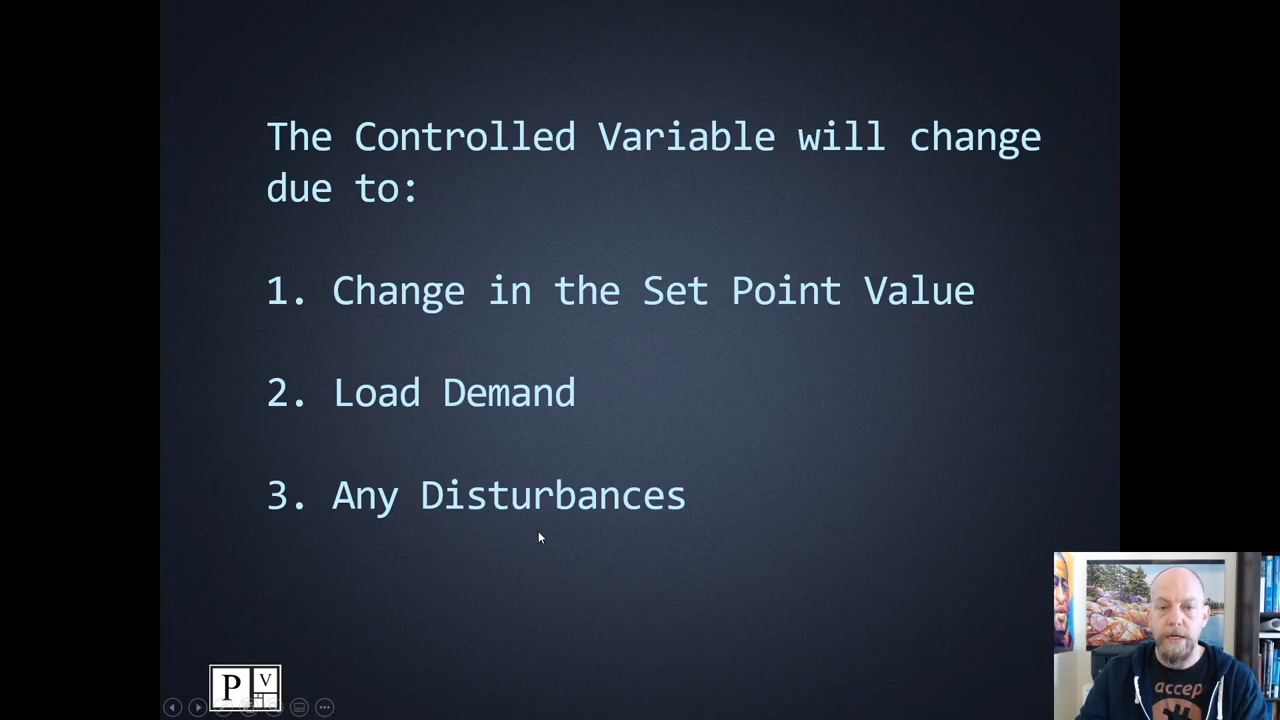 The Controlled Variable will change
due to:
1. Change in the Set Point Value
2. Load Demand
3. Any Disturbances
P V
accep